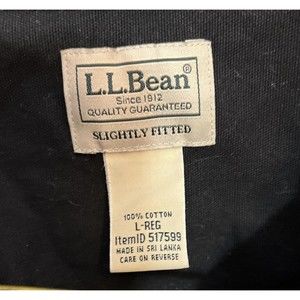 L.L.Bean®
Since 1912
QUALITY GUARANTEED
SLIGHTLY FITTED
100% COTTON
L-REG
ItemID 517599
MADE IN SRI LANKA
CARE ON REVERSE